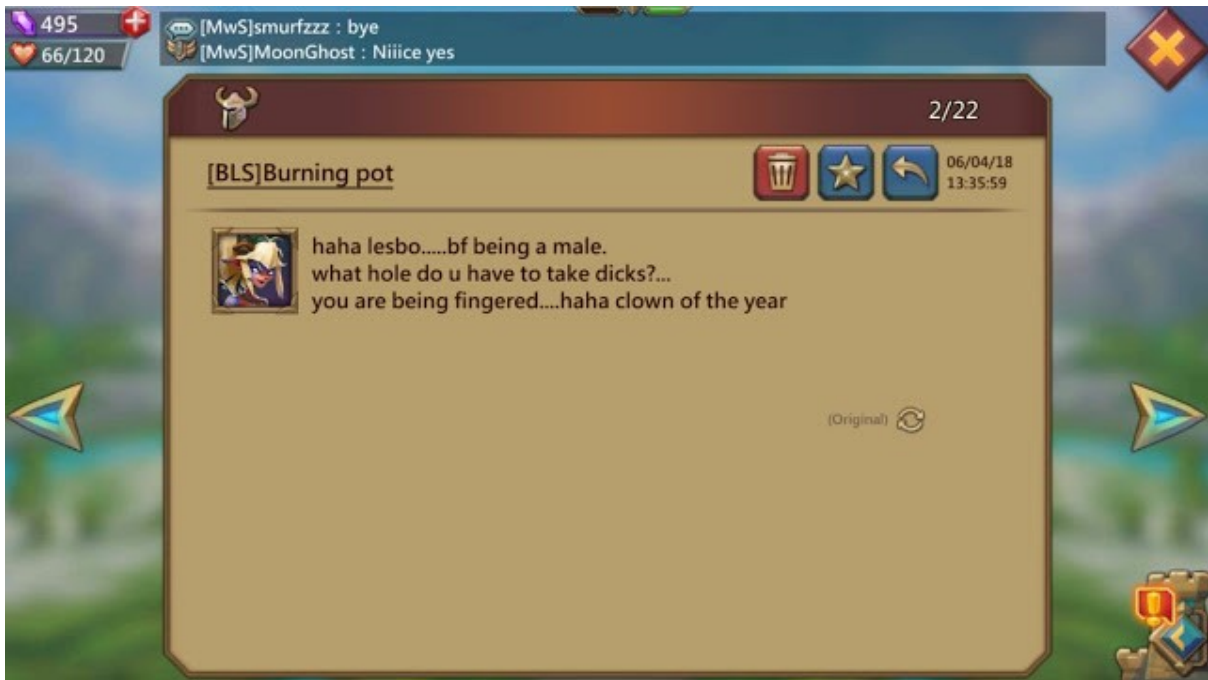 495
66/120
[MwS]smurfzzz : bye
[MwS]MoonGhost : Niiice yes
2/22
[BLS]Burning pot
06/04/18
13:35:59
haha lesbo.....bf being a male.
what hole do u have to take dicks?...
you are being fingered....haha clown of the year
(Original)